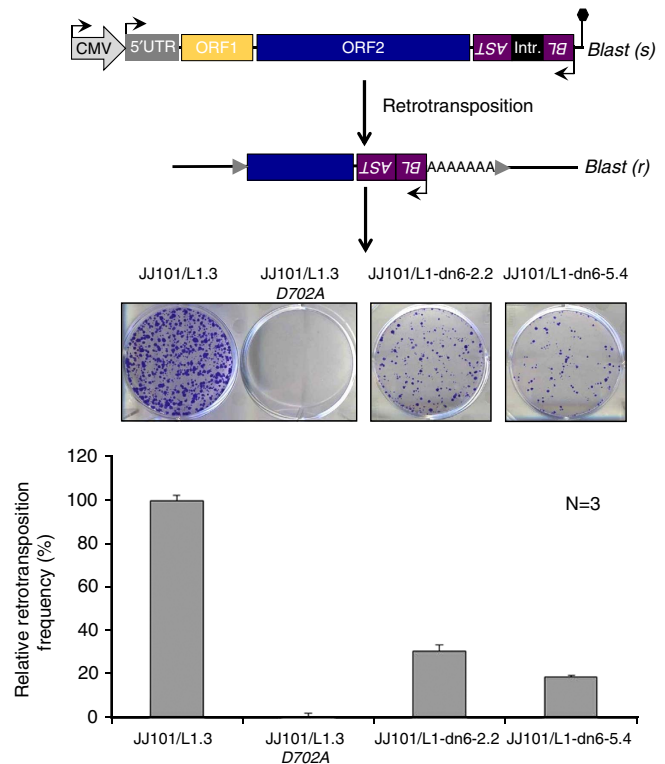 CMV 5′UTR ORF1 ORF2 AST Intr. BL Blast (s)
Retrotransposition
AST BL AAAAAAA Blast (r)
JJ101/L1.3 JJ101/L1.3 JJ101/L1-dn6-2.2 JJ101/L1-dn6-5.4
D702A
Relative retrotransposition
frequency (%)
120
100
80
60
40
20
0
N=3
JJ101/L1.3 JJ101/L1.3 JJ101/L1-dn6-2.2 JJ101/L1-dn6-5.4
D702A